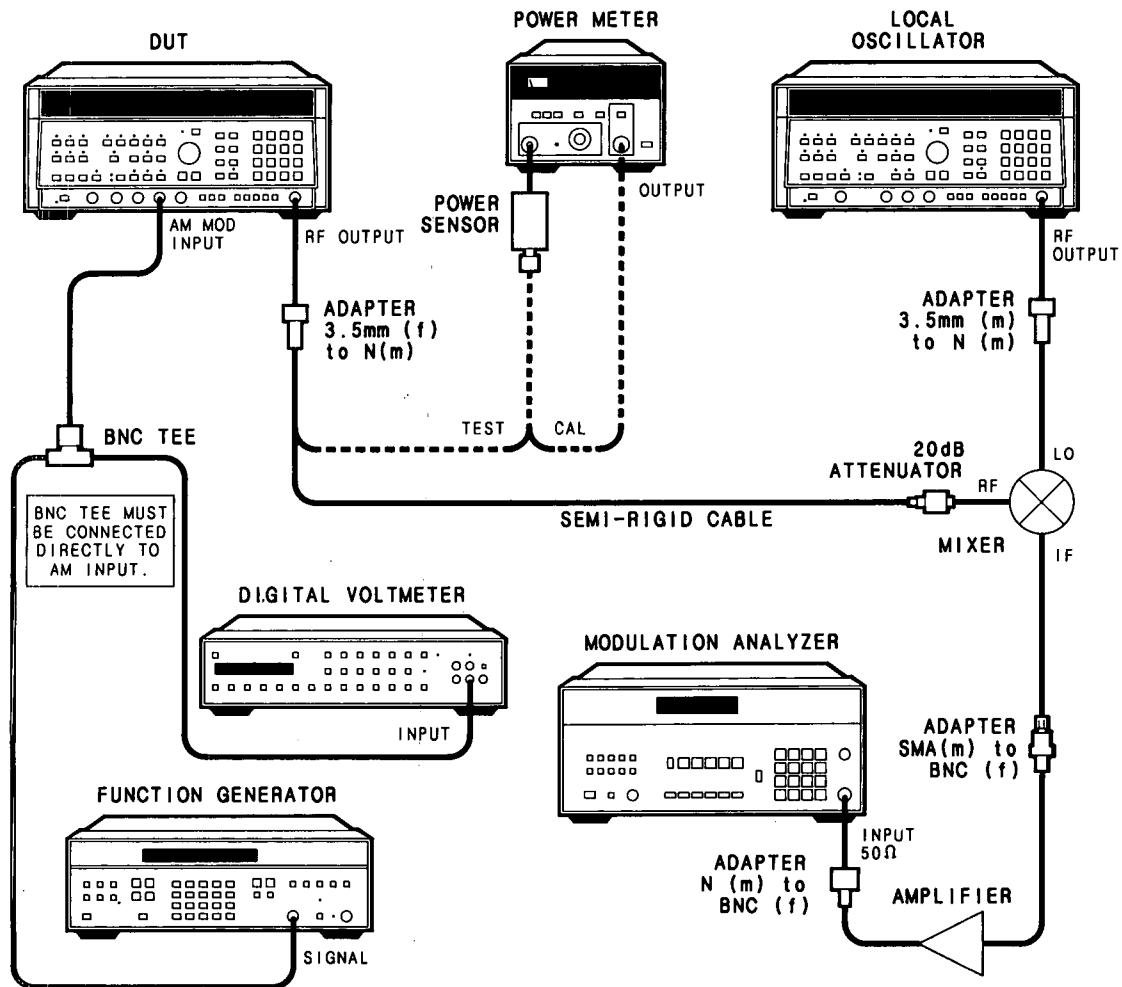 DUT
POWER METER
LOCAL
OSCILLATOR
AM MOD
INPUT
RF OUTPUT
POWER
SENSOR
OUTPUT
RF
OUTPUT
ADAPTER
3.5mm (f)
to N(m)
ADAPTER
3.5mm (m)
to N (m)
BNC TEE
TEST
CAL
20dB
ATTENUATOR
RF
LO
BNC TEE MUST
BE CONNECTED
DIRECTLY TO
AM INPUT.
SEMI-RIGID CABLE
MIXER
IF
DIGITAL VOLTMETER
MODULATION ANALYZER
INPUT
ADAPTER
SMA(m) to
BNC (f)
FUNCTION GENERATOR
INPUT
50Ω
ADAPTER
N (m) to
BNC (f)
AMPLIFIER
SIGNAL